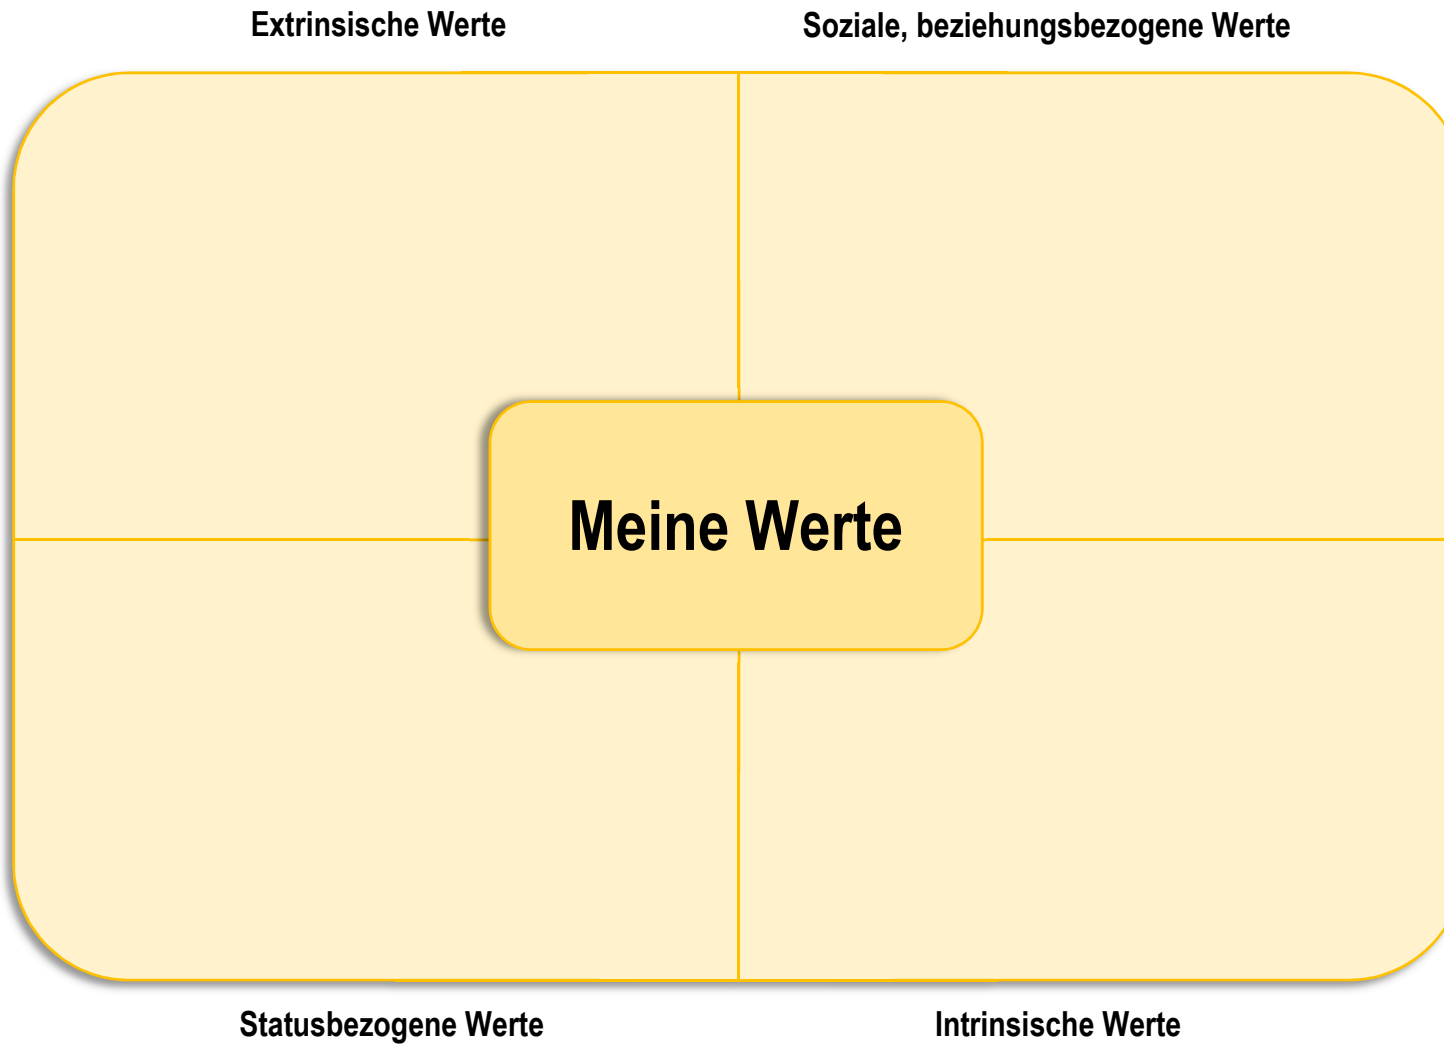 Extrinsische Werte
Soziale, beziehungsbezogene Werte
Meine Werte
Statusbezogene Werte
Intrinsische Werte